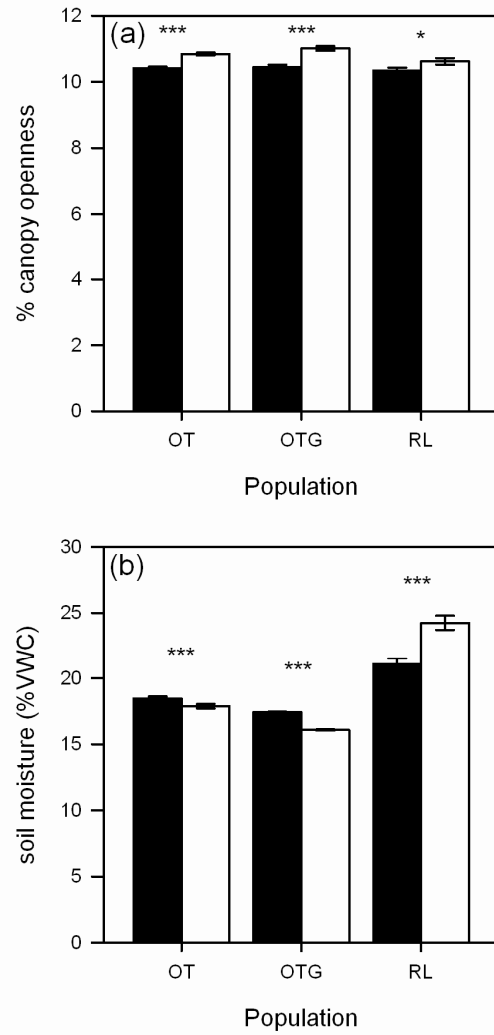 12
(a)
***
***
*
10
8
6
4
2
0
% canopy openness
OT
OTG
RL
Population
30
(b)
***
***
***
25
20
15
10
5
0
soil moisture (%VWC)
OT
OTG
RL
Population